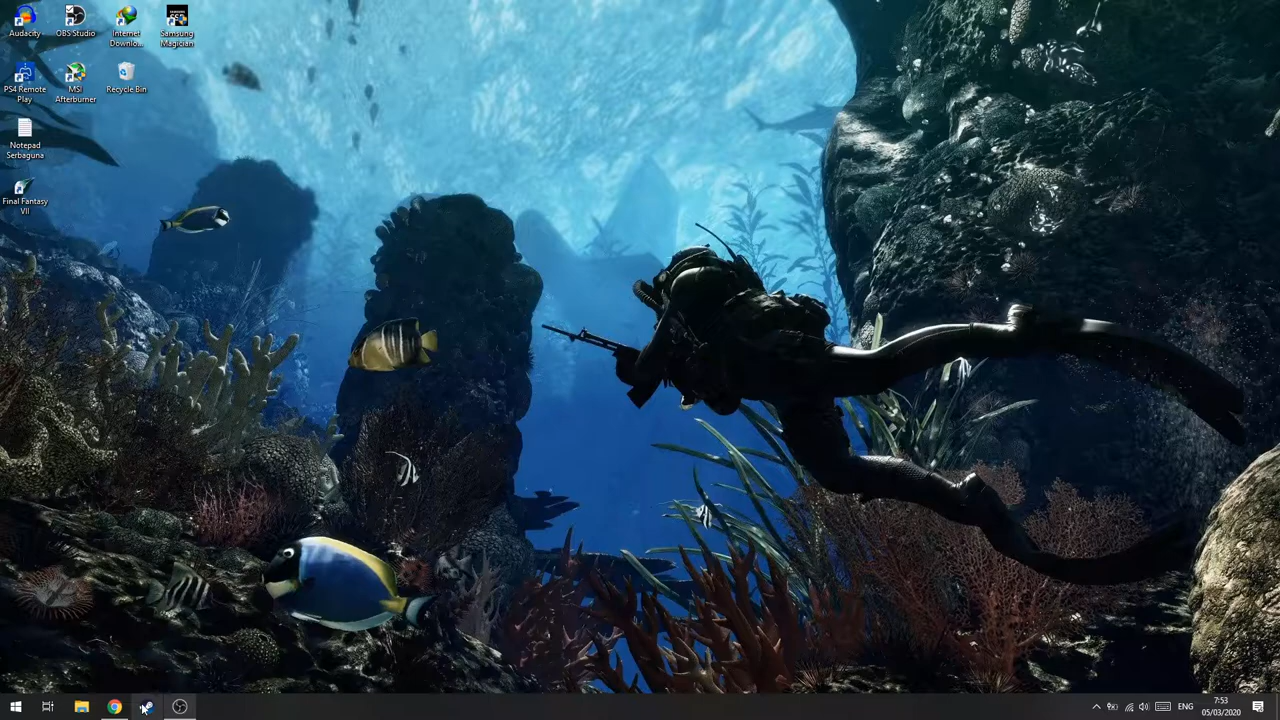 Audacity
OBS Studio
Internet
Downlo...
Samsung
Magician
PS4 Remote
Play
MSI
Afterburner
Recycle Bin
Notepad
Serbaguna
Final Fantasy
VII
ENG
7:53
05/03/2020